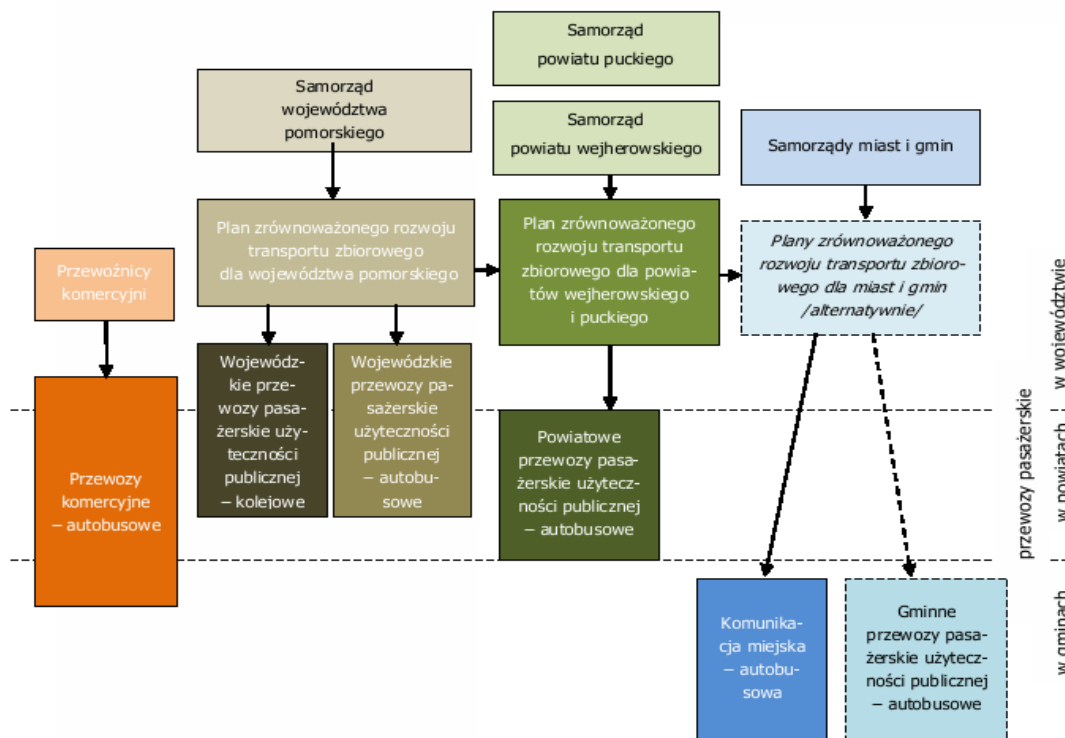 Samorząd
powiatu puckiego
Samorząd
województwa
pomorskiego
Samorząd
powiatu wejherowskiego
Samorządy miast i gmin
Plan zrównoważonego rozwoju
transportu zbiorowego
dla województwa pomorskiego
Plan zrównoważonego
rozwoju transportu
zbiorowego dla powia-
tów wejherowskiego
i puckiego
Plany zrównoważonego
rozwoju transportu zbioro-
wego dla miast i gmin
/alternatywnie/
Przewoźnicy
komercyjni
Wojewódz-
kie prze-
wozy pasa-
żerskie uży-
teczności
publicznej
– kolejowe
Wojewódzkie
przewozy pa-
sażerskie
użyteczności
publicznej
– autobu-
sowe
Powiatowe
przewozy pasa-
żerskie użytecz-
ności publicznej
– autobusowe
Przewozy
komercyjne
– autobusowe
Komunika-
cja miejska
– autobu-
sowa
Gminne
przewozy pasa-
żerskie użytecz-
ności publicznej
– autobusowe
przewozy pasażerskie
w województwie
w powiatach
w gminach